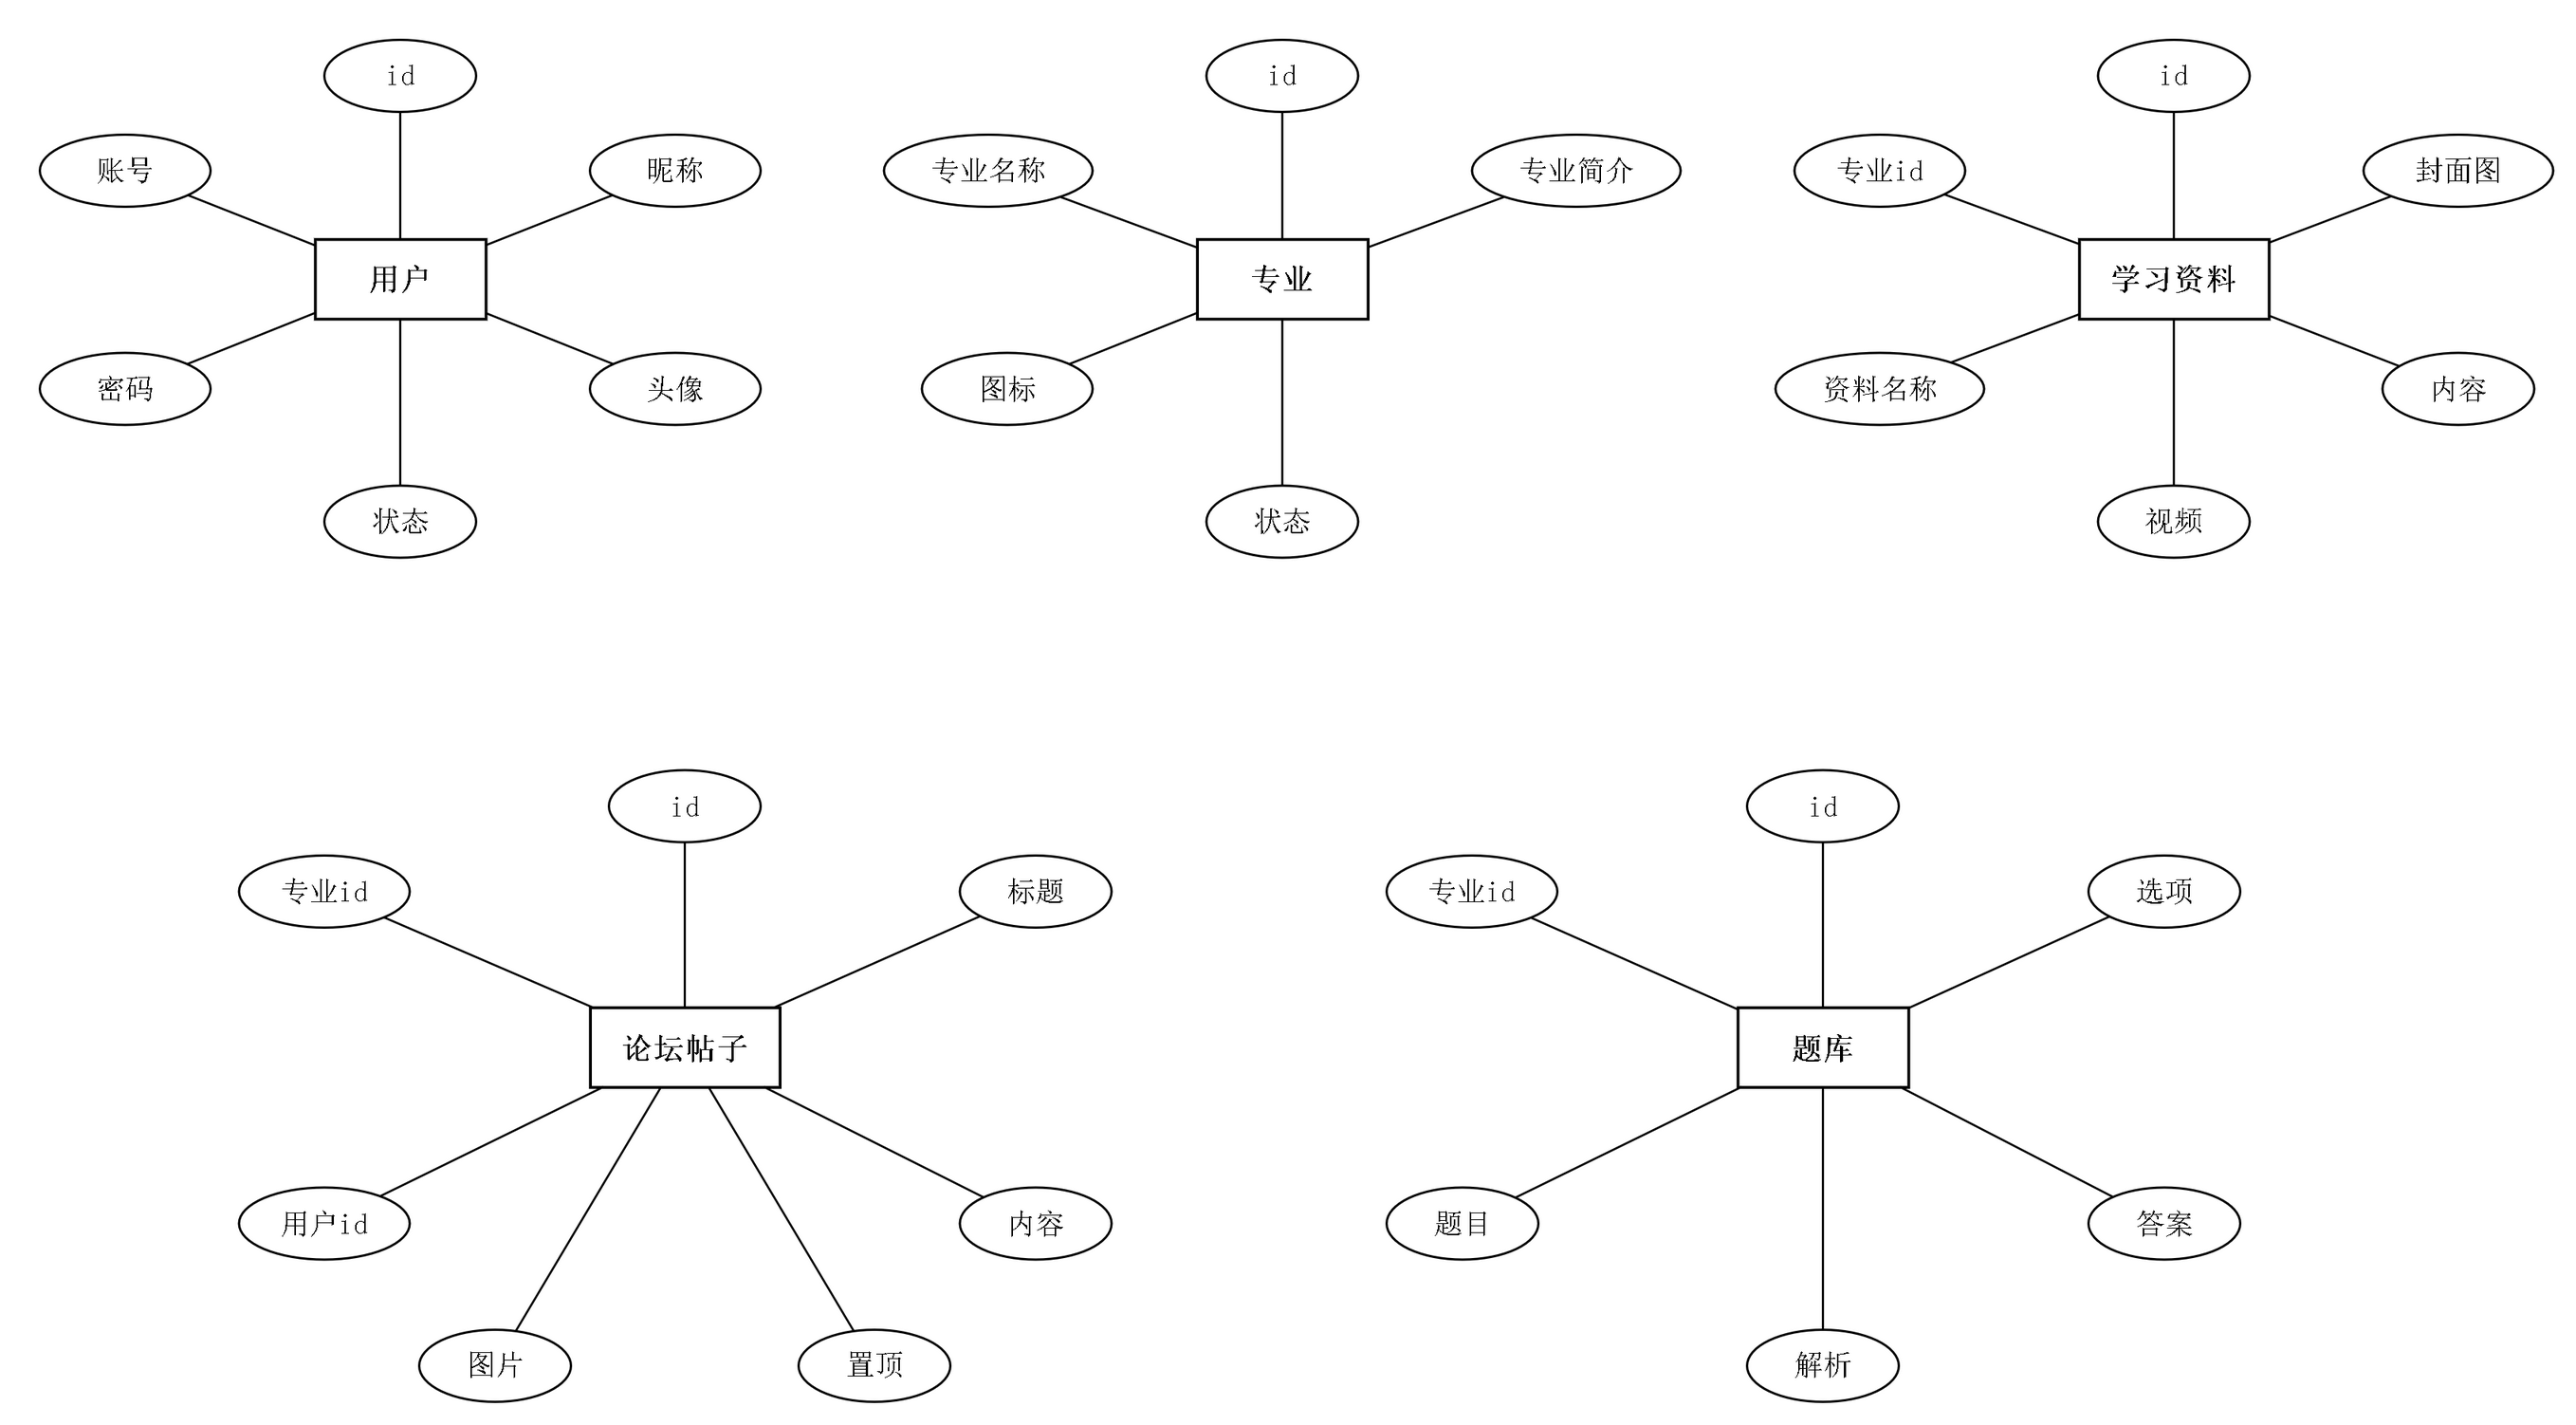 id
账号
昵称
用户
密码
头像
状态
id
专业名称
专业简介
专业
图标
状态
id
专业id
封面图
学习资料
资料名称
内容
视频
id
专业id
标题
论坛帖子
用户id
内容
图片
置顶
id
专业id
选项
题库
题目
答案
解析